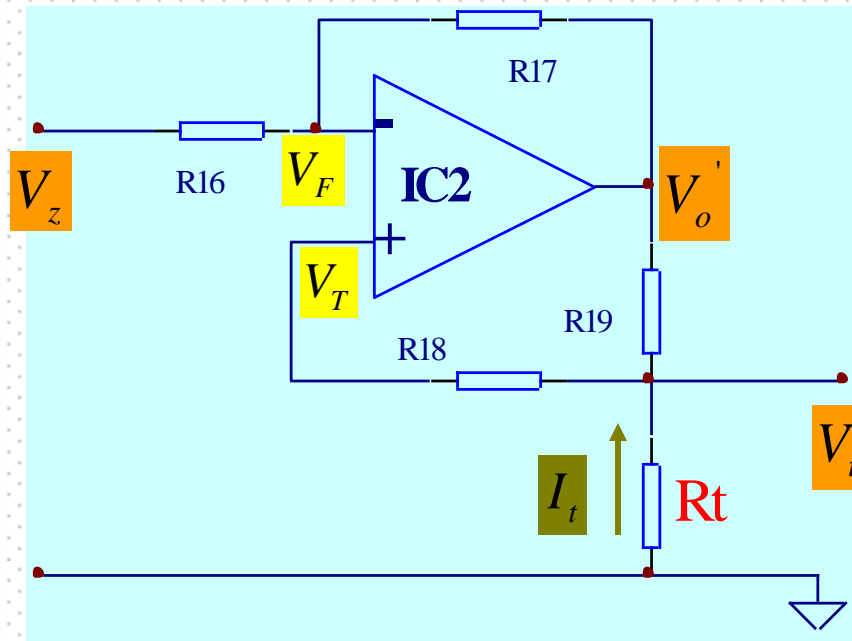 R17
R16
V_z
V_F
-
IC2
V_o'
+
V_T
R19
R18
V
I_t
Rt